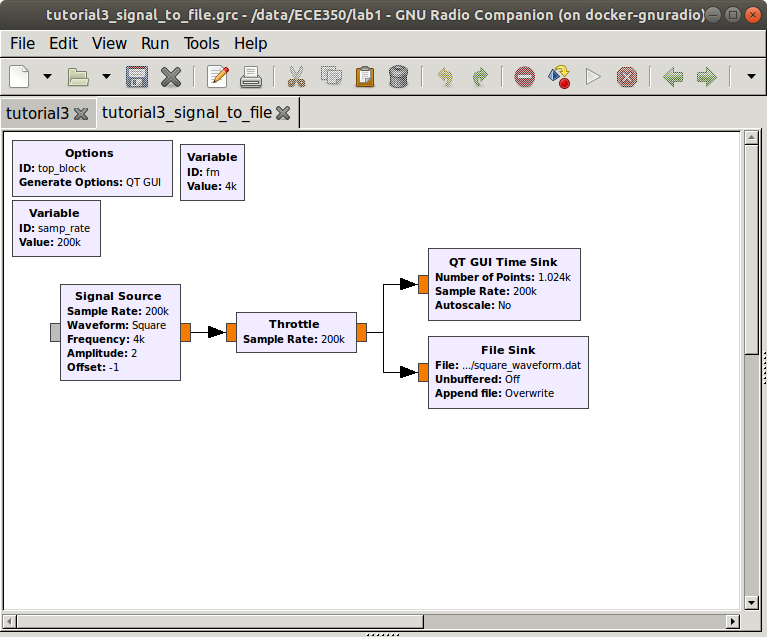 tutorial3_signal_to_file.grc - /data/ECE350/lab1 - GNU Radio Companion (on docker-gnuradio)
File Edit View Run Tools Help
tutorial3 tutorial3_signal_to_file
Options
ID: top_block
Generate Options: QT GUI
Variable
ID: fm
Value: 4k
Variable
ID: samp_rate
Value: 200k
Signal Source
Sample Rate: 200k
Waveform: Square
Frequency: 4k
Amplitude: 2
Offset: -1
Throttle
Sample Rate: 200k
QT GUI Time Sink
Number of Points: 1.024k
Sample Rate: 200k
Autoscale: No
File Sink
File: .../square_waveform.dat
Unbuffered: Off
Append file: Overwrite